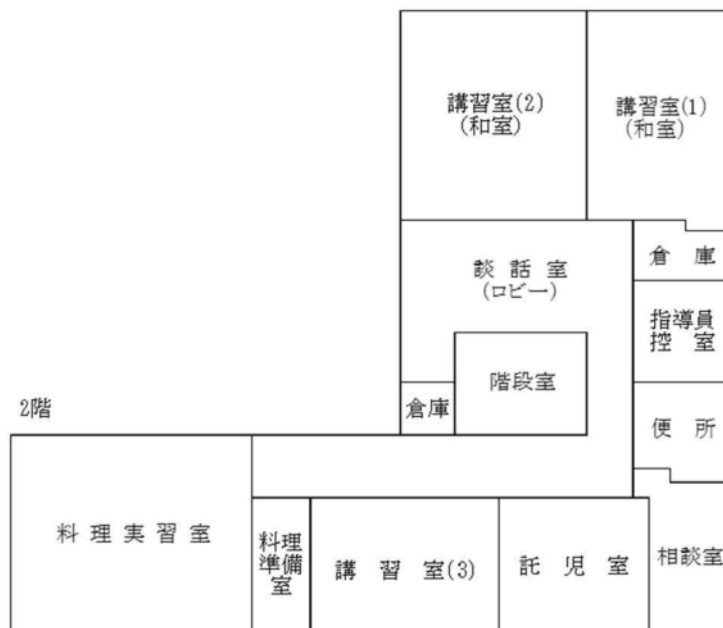 講習室(2)
(和室)
講習室(1)
(和室)
談話室
(ロビー)
倉庫
指導員
控室
階段室
倉庫
便所
2階
料理実習室
料理
準備
室
講習室(3)
託児室
相談室